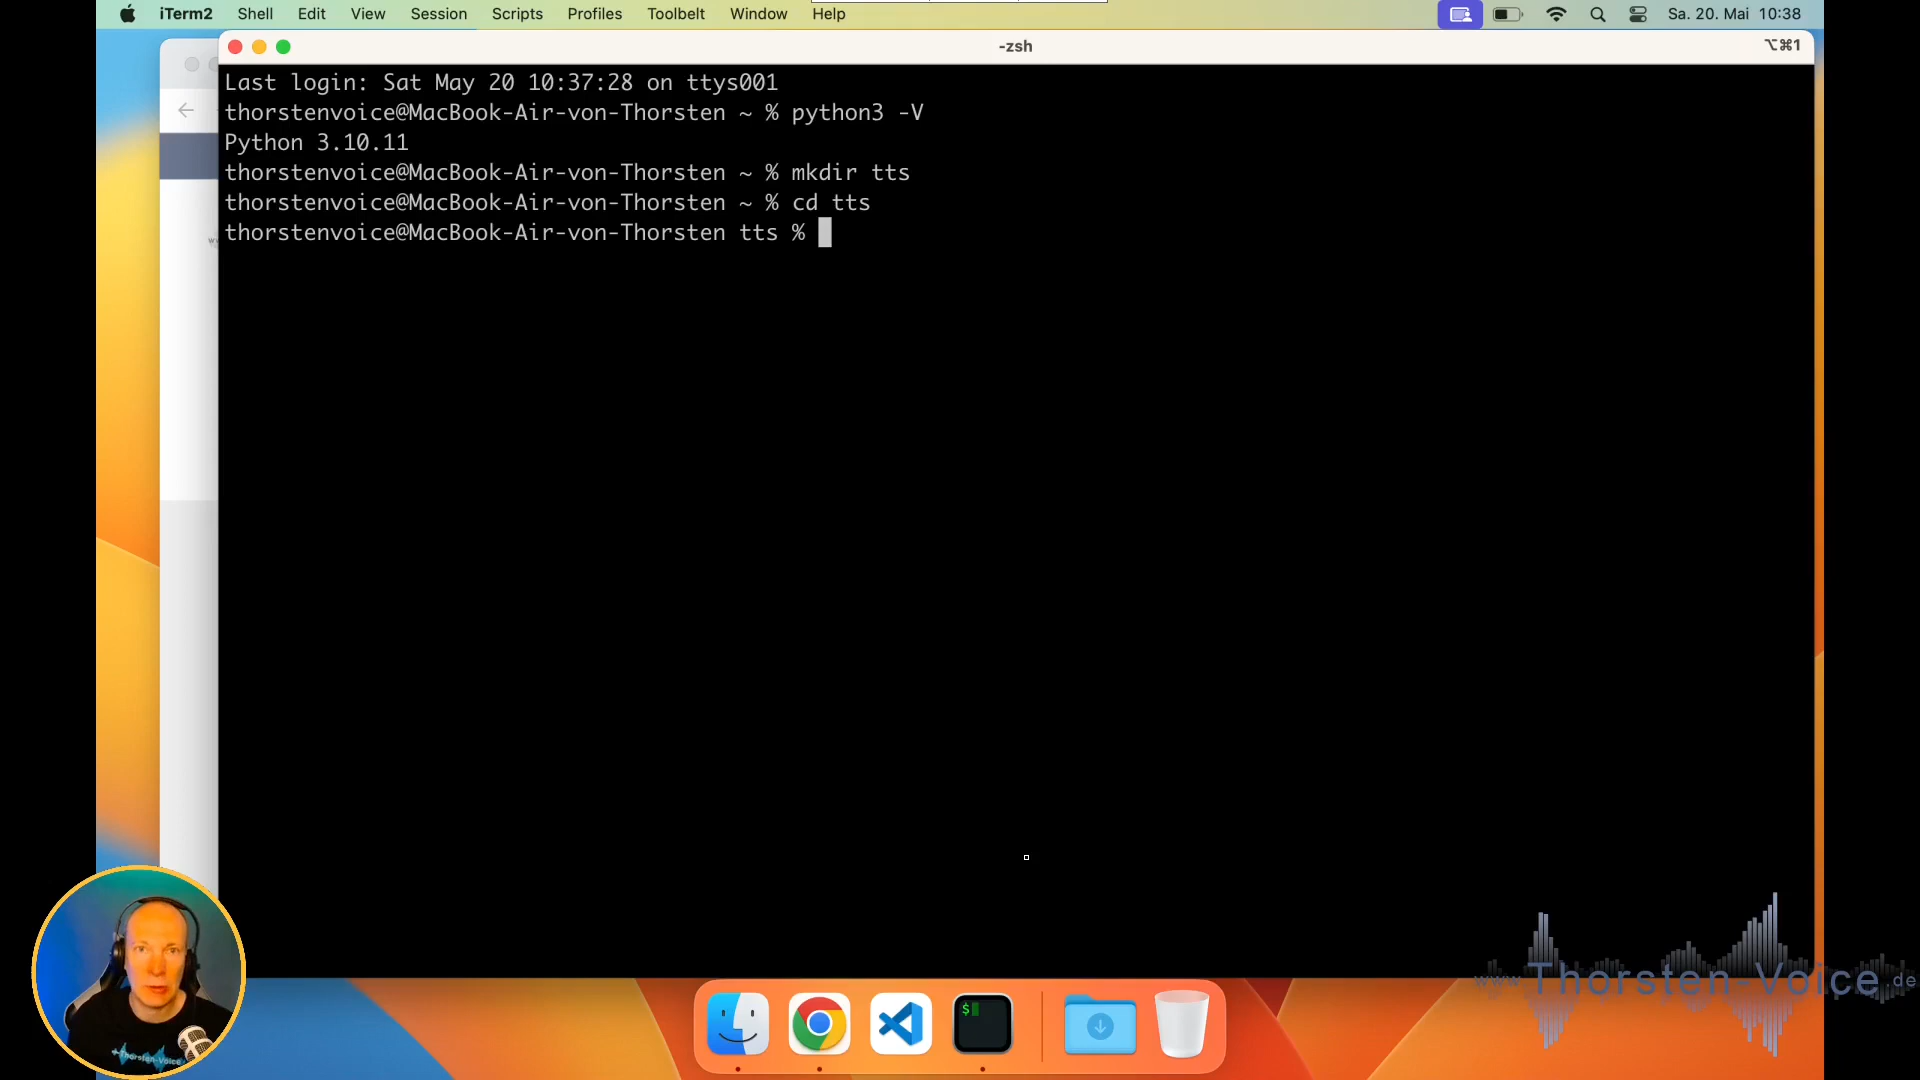 iTerm2 Shell Edit View Session Scripts Profiles Toolbelt Window Help Sa. 20. Mai 10:38
-zsh ⌥⌘1
Last login: Sat May 20 10:37:28 on ttys001
thorstenvoice@MacBook-Air-von-Thorsten ~ % python3 -V
Python 3.10.11
thorstenvoice@MacBook-Air-von-Thorsten ~ % mkdir tts
thorstenvoice@MacBook-Air-von-Thorsten ~ % cd tts
thorstenvoice@MacBook-Air-von-Thorsten tts %
www.Thorsten-Voice.de
$
Thorsten-Voice